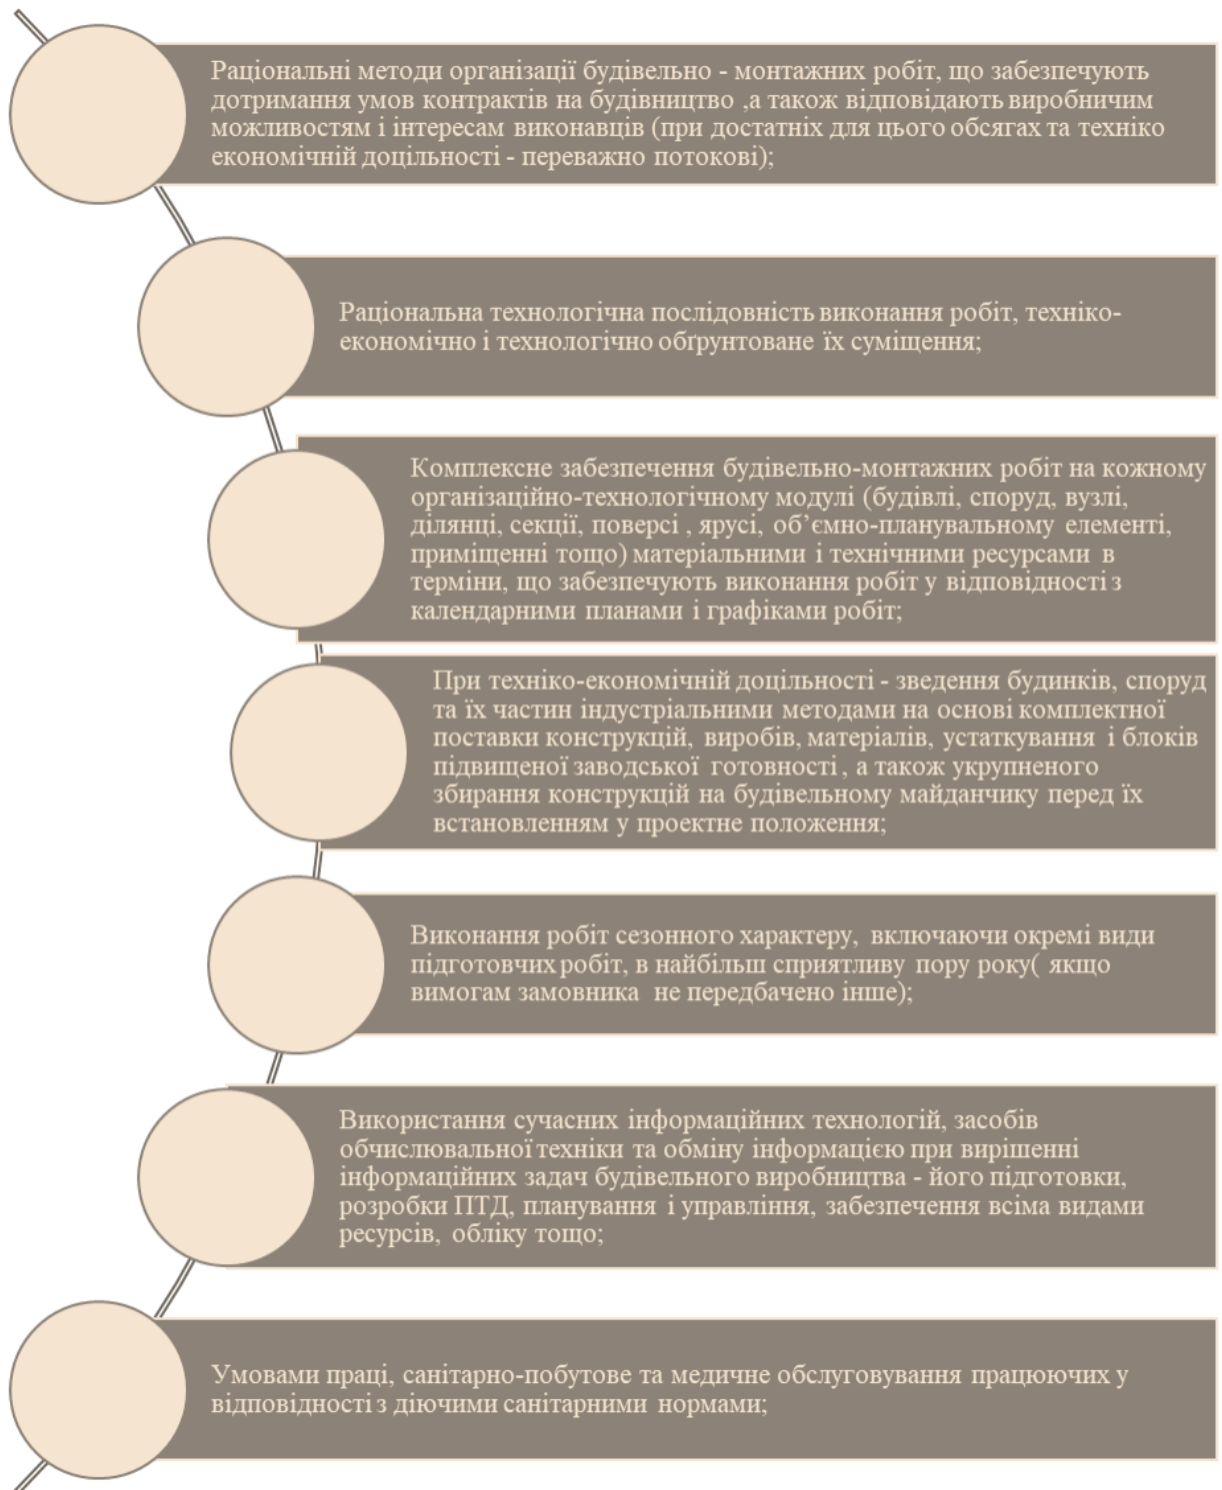 Раціональні методи організації будівельно - монтажних робіт, що забезпечують
дотримання умов контрактів на будівництво ,а також відповідають виробничим
можливостям і інтересам виконавців (при достатніх для цього обсягах та техніко
економічній доцільності - переважно потокові);
Раціональна технологічна послідовність виконання робіт, техніко-
економічно і технологічно обґрунтоване їх суміщення;
Комплексне забезпечення будівельно-монтажних робіт на кожному
організаційно-технологічному модулі (будівлі, споруд, вузлі,
ділянці, секції, поверсі , ярусі, об’ємно-планувальному елементі,
приміщенні тощо) матеріальними і технічними ресурсами в
терміни, що забезпечують виконання робіт у відповідності з
календарними планами і графіками робіт;
При техніко-економічній доцільності - зведення будинків, споруд
та їх частин індустріальними методами на основі комплектної
поставки конструкцій, виробів, матеріалів, устаткування і блоків
підвищеної заводської готовності , а також укрупненого
збирання конструкцій на будівельному майданчику перед їх
встановленням у проектне положення;
Виконання робіт сезонного характеру, включаючи окремі види
підготовчих робіт, в найбільш сприятливу пору року( якщо
вимогам замовника не передбачено інше);
Використання сучасних інформаційних технологій, засобів
обчислювальної техніки та обміну інформацією при вирішенні
інформаційних задач будівельного виробництва - його підготовки,
розробки ПТД, планування і управління, забезпечення всіма видами
ресурсів, обліку тощо;
Умовами праці, санітарно-побутове та медичне обслуговування працюючих у
відповідності з діючими санітарними нормами;